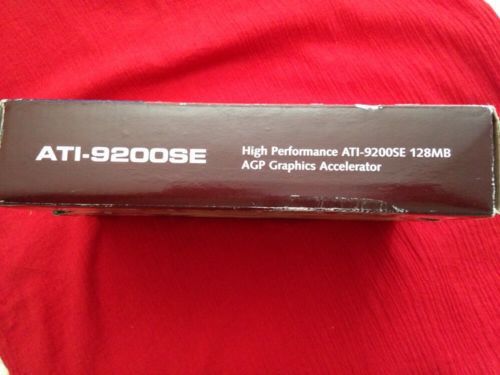 ATI-9200SE
High Performance ATI-9200SE 128MB
AGP Graphics Accelerator